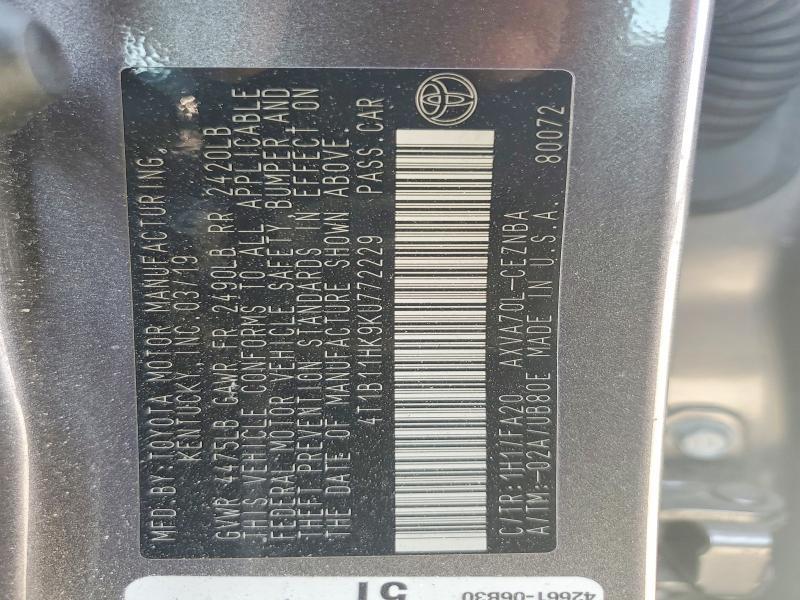 MFD BY:TOYOTA MOTOR MANUFACTURING,
KENTUCKY, INC 03/19
GVWR 4475LB GAWR FR 2490LB RR 2420LB
THIS VEHICLE CONFORMS TO ALL APPLICABLE
FEDERAL MOTOR VEHICLE SAFETY, BUMPER AND
THEFT PREVENTION STANDARDS IN EFFECT ON
THE DATE OF MANUFACTURE SHOWN ABOVE.
4T1B11HK9KU772229 PASS.CAR
C/TR:1H1/FA20 AXVA70L-CEZNBA
A/TM:-02A/UB80E MADE IN U.S.A. 80072
51
42661-06B30